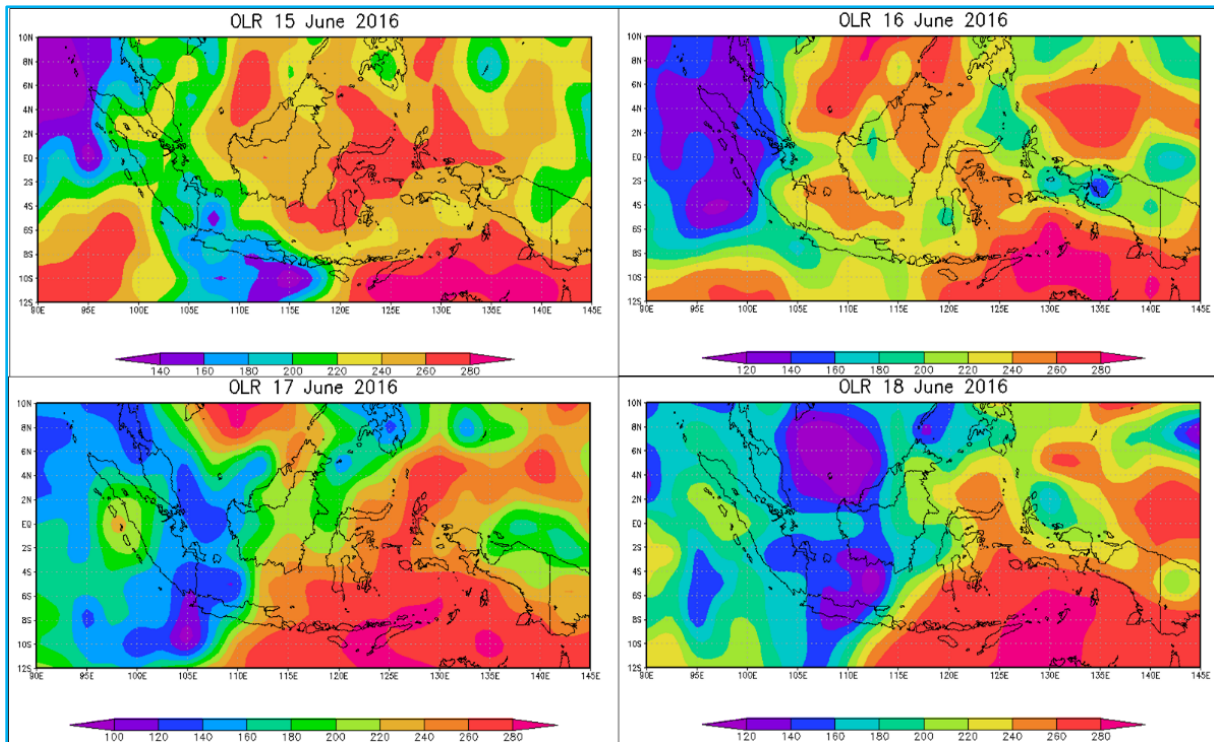 OLR 15 June 2016
10N
8N
6N
4N
2N
EQ
2S
4S
6S
8S
10S
12S
90E 95E 100E 105E 110E 115E 120E 125E 130E 135E 140E 145E
140 160 180 200 220 240 260 280
OLR 16 June 2016
10N
8N
6N
4N
2N
EQ
2S
4S
6S
8S
10S
12S
90E 95E 100E 105E 110E 115E 120E 125E 130E 135E 140E 145E
120 140 160 180 200 220 240 260 280
OLR 17 June 2016
10N
8N
6N
4N
2N
EQ
2S
4S
6S
8S
10S
12S
90E 95E 100E 105E 110E 115E 120E 125E 130E 135E 140E 145E
100 120 140 160 180 200 220 240 260 280
OLR 18 June 2016
10N
8N
6N
4N
2N
EQ
2S
4S
6S
8S
10S
12S
90E 95E 100E 105E 110E 115E 120E 125E 130E 135E 140E 145E
120 140 160 180 200 220 240 260 280